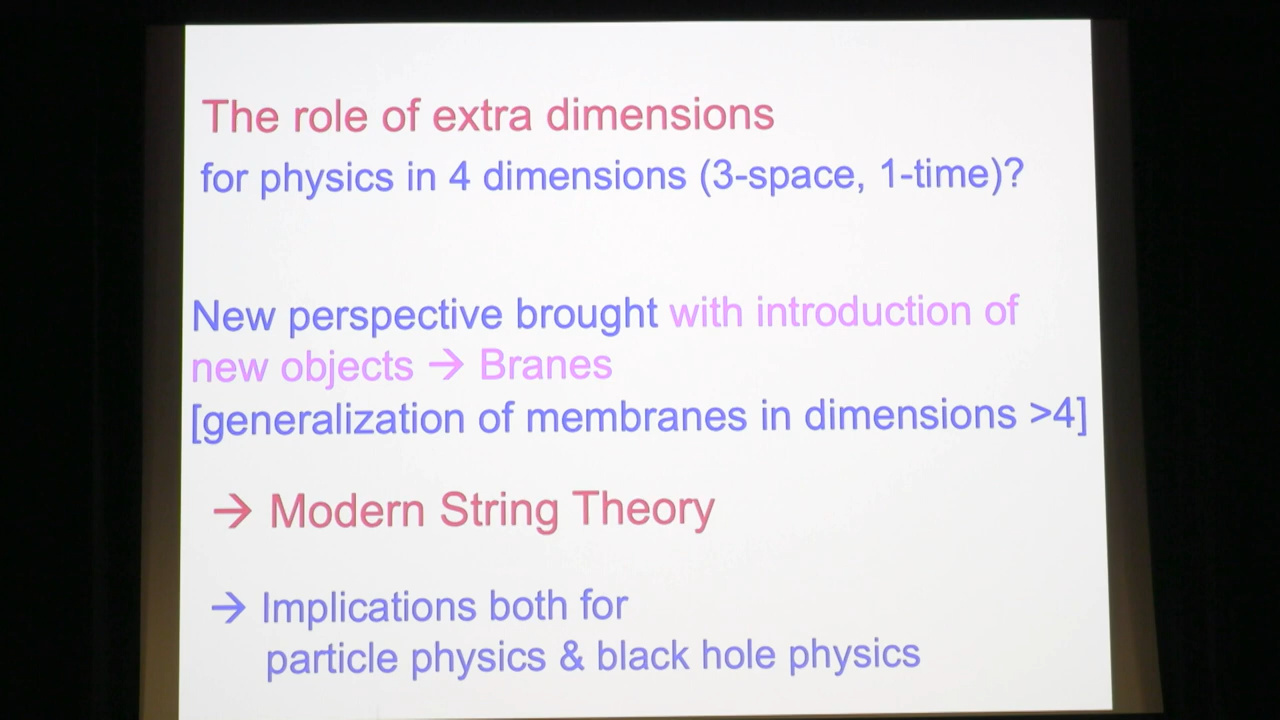 The role of extra dimensions
for physics in 4 dimensions (3-space, 1-time)?
New perspective brought with introduction of
new objects → Branes
[generalization of membranes in dimensions >4]
→ Modern String Theory
→ Implications both for
particle physics & black hole physics